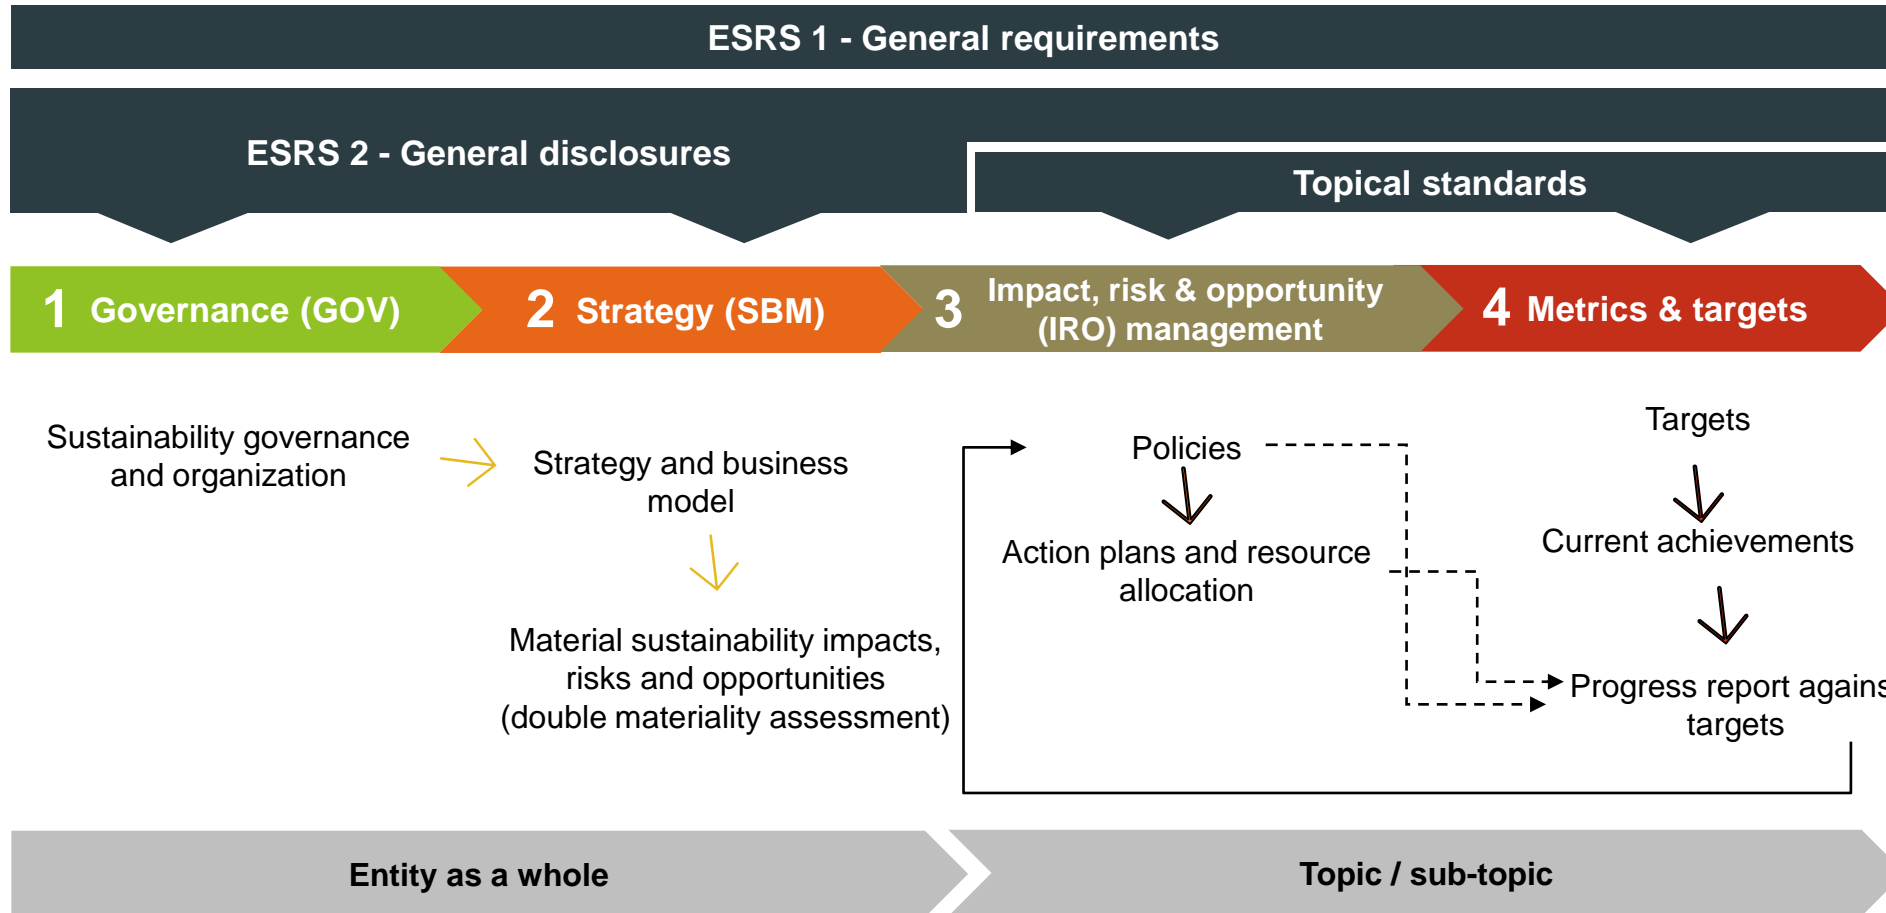 ESRS 1 - General requirements
ESRS 2 - General disclosures
Topical standards
1 Governance (GOV)
2 Strategy (SBM)
3 Impact, risk & opportunity
(IRO) management
4 Metrics & targets
Sustainability governance
and organization
Strategy and business
model
Material sustainability impacts,
risks and opportunities
(double materiality assessment)
Policies
Action plans and resource
allocation
Targets
Current achievements
Progress report agains
targets
Entity as a whole
Topic / sub-topic